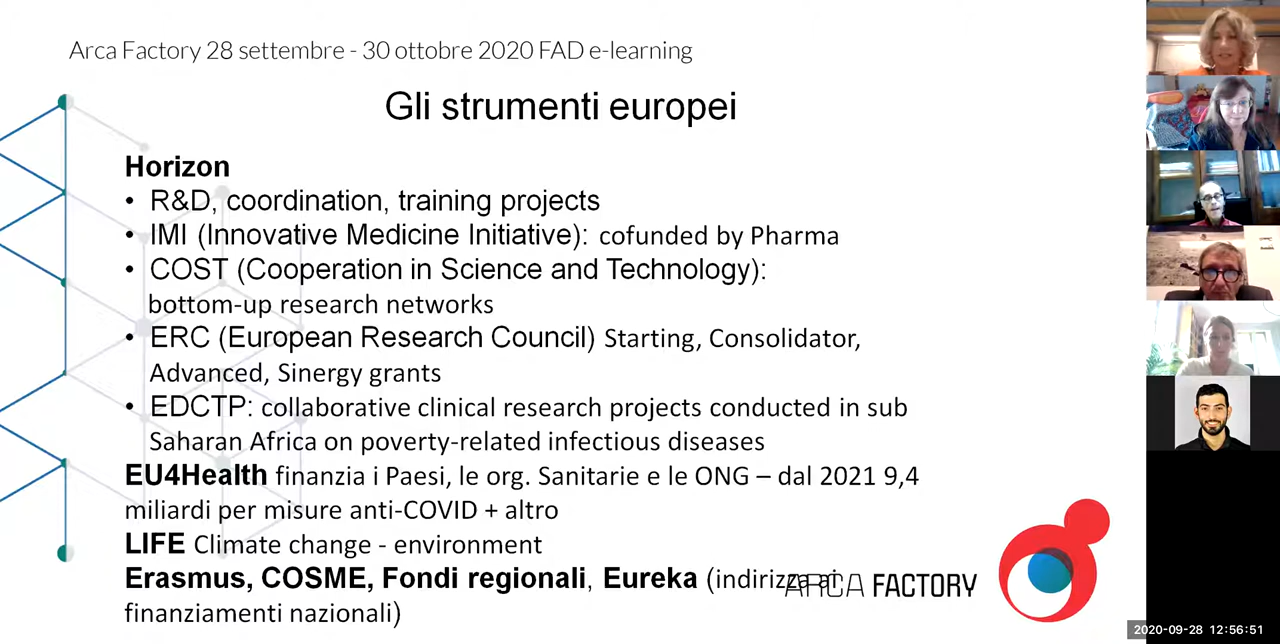 Arca Factory 28 settembre - 30 ottobre 2020 FAD e-learning
Gli strumenti europei
Horizon
• R&D, coordination, training projects
• IMI (Innovative Medicine Initiative): cofunded by Pharma
• COST (Cooperation in Science and Technology):
bottom-up research networks
• ERC (European Research Council) Starting, Consolidator,
Advanced, Sinergy grants
• EDCTP: collaborative clinical research projects conducted in sub
Saharan Africa on poverty-related infectious diseases
EU4Health finanzia i Paesi, le org. Sanitarie e le ONG – dal 2021 9,4
miliardi per misure anti-COVID + altro
LIFE Climate change - environment
Erasmus, COSME, Fondi regionali, Eureka (indirizza ai
finanziamenti nazionali)
ARCA FACTORY
2020-09-28 12:56:51